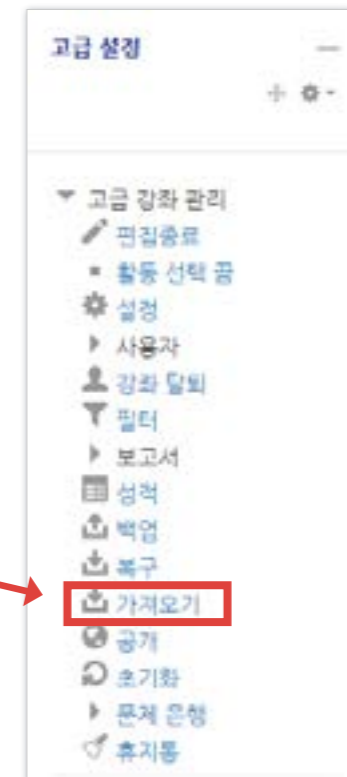 고급 설정
고급 강좌 관리
편집종료
활동 선택 끔
설정
사용자
강좌 탈퇴
필터
보고서
성적
백업
복구
가져오기
공개
초기화
문제 은행
휴지통